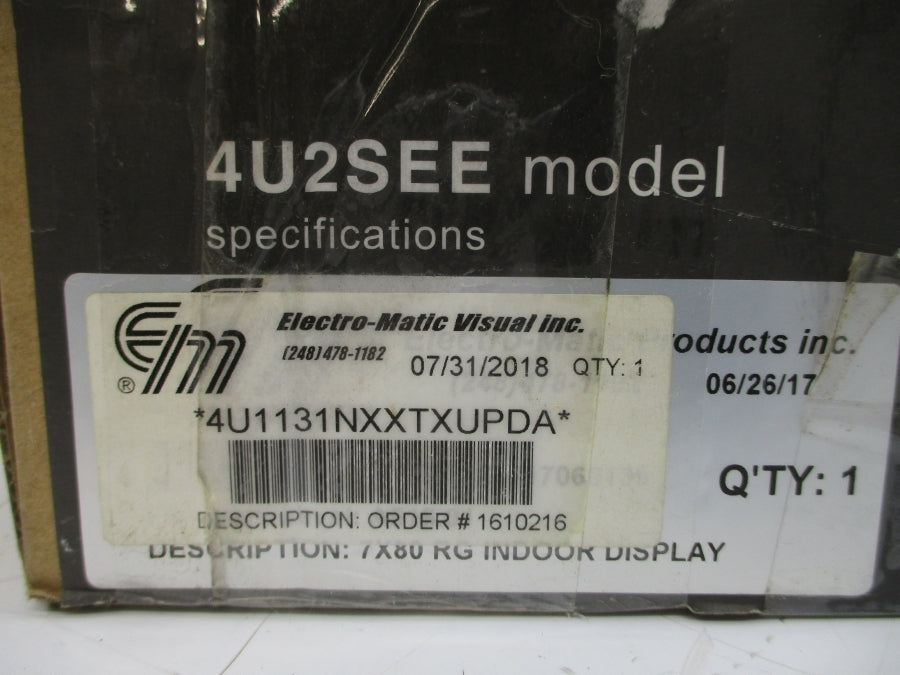 4U2SEE model
specifications
Em
®
Electro-Matic Visual inc.
(248)478-1182
07/31/2018 QTY: 1
*4U1131NXXTXUPDA*
DESCRIPTION: ORDER # 1610216
Products inc.
06/26/17
Q'TY: 1
DESCRIPTION: 7X80 RG INDOOR DISPLAY